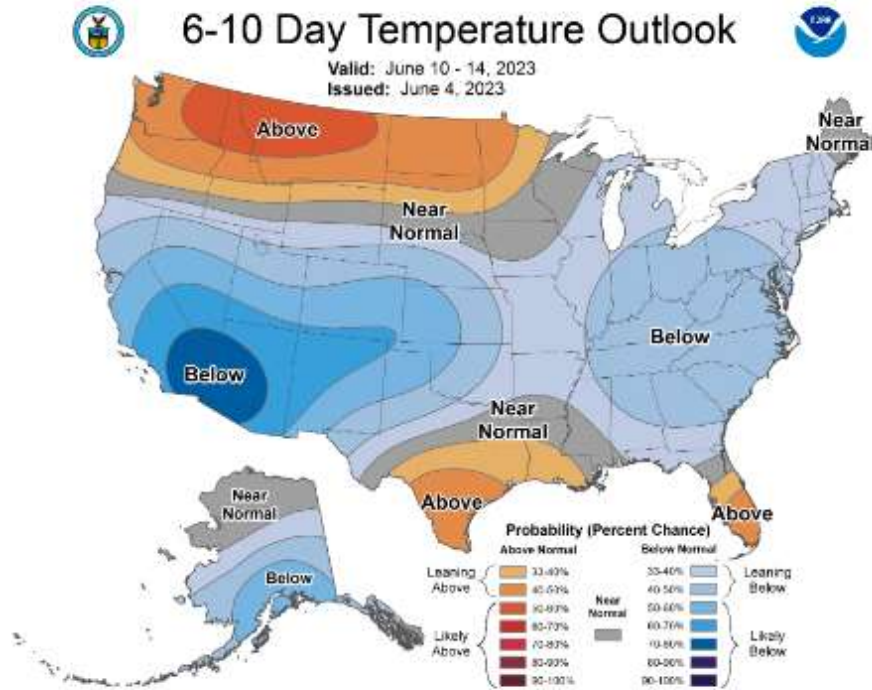 6-10 Day Temperature Outlook
Valid: June 10 - 14, 2023
Issued: June 4, 2023
Above
Near
Normal
Near
Normal
Below
Below
Near
Normal
Above
Above
Near
Normal
Below
Probability (Percent Chance)
Above Normal
Below Normal
Leaning
Above
33-40%
40-50%
Likely
Above
50-60%
60-70%
70-80%
80-90%
90-100%
Near
Normal
33-40%
40-50%
Leaning
Below
50-60%
60-70%
70-80%
80-90%
90-100%
Likely
Below